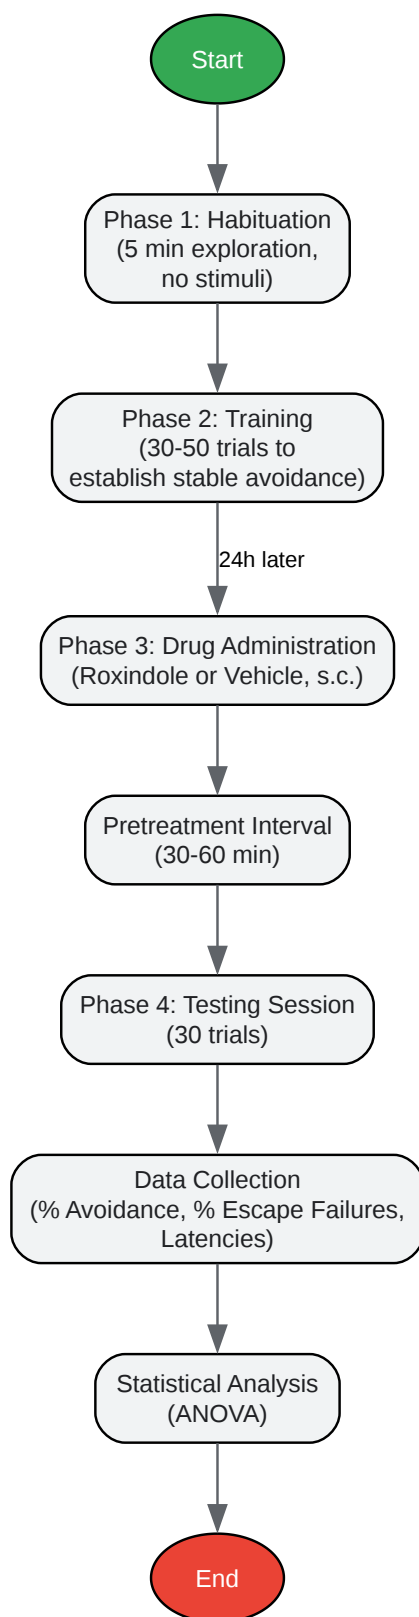 Start
Phase 1: Habituation
(5 min exploration,
no stimuli)
Phase 2: Training
(30-50 trials to
establish stable avoidance)
24h later
Phase 3: Drug Administration
(Roxindole or Vehicle, s.c.)
Pretreatment Interval
(30-60 min)
Phase 4: Testing Session
(30 trials)
Data Collection
(% Avoidance, % Escape Failures,
Latencies)
Statistical Analysis
(ANOVA)
End